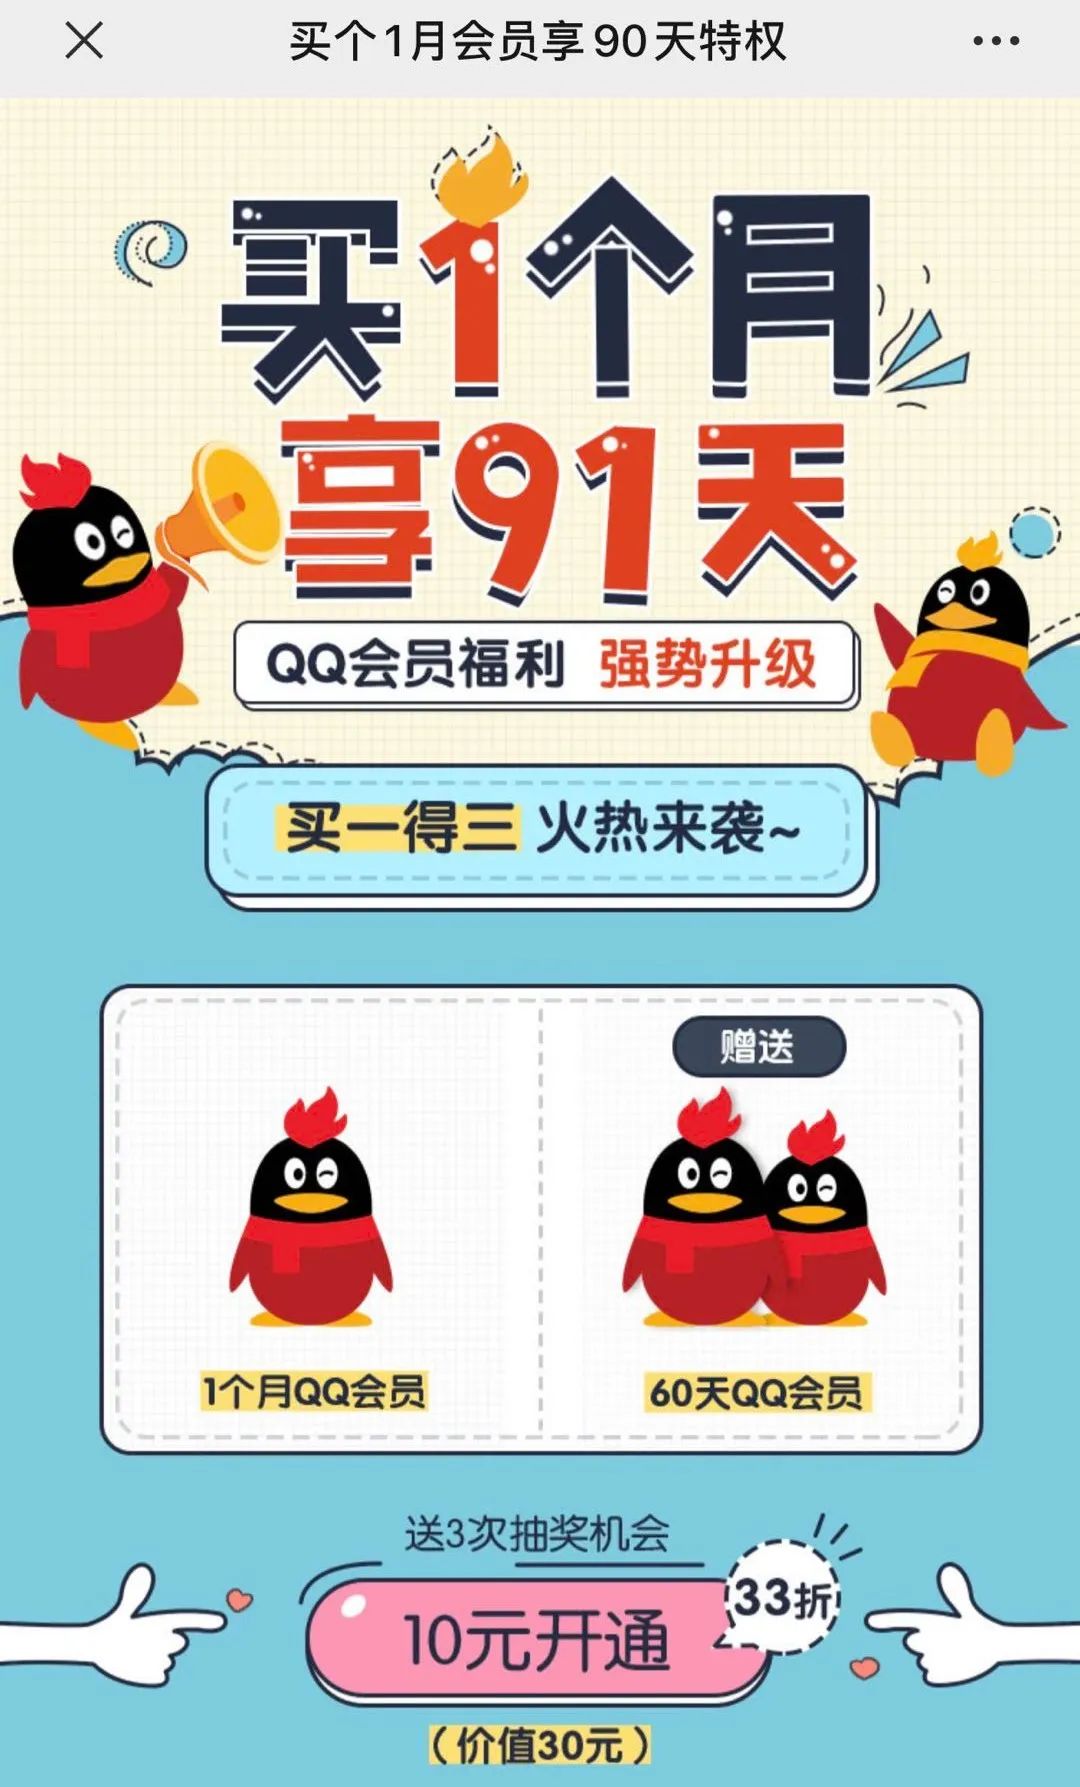 买个1月会员享90天特权
买1个月
享91天
QQ会员福利 强势升级
买一得三 火热来袭~
赠送
1个月QQ会员
60天QQ会员
送3次抽奖机会
33折
10元开通
（价值30元）